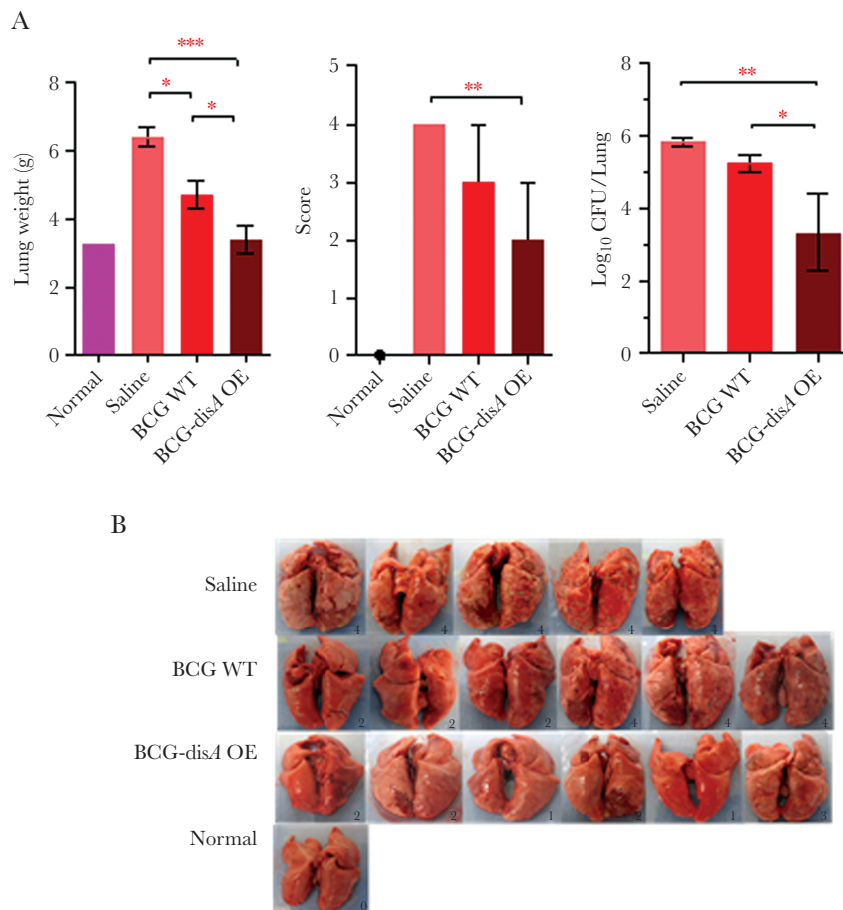 A
***
*
*
8
6
4
2
0
Lung weight (g)
Normal
Saline
BCG WT
BCG-disA OE
**
5
4
3
2
1
0
Score
Normal
Saline
BCG WT
BCG-disA OE
**
*
8
6
4
2
0
Log10 CFU/Lung
Saline
BCG WT
BCG-disA OE
B
Saline
4 4 4 4 4
BCG WT
2 2 2 4 4 4
BCG-disA OE
2 2 1 2 1 3
Normal
0